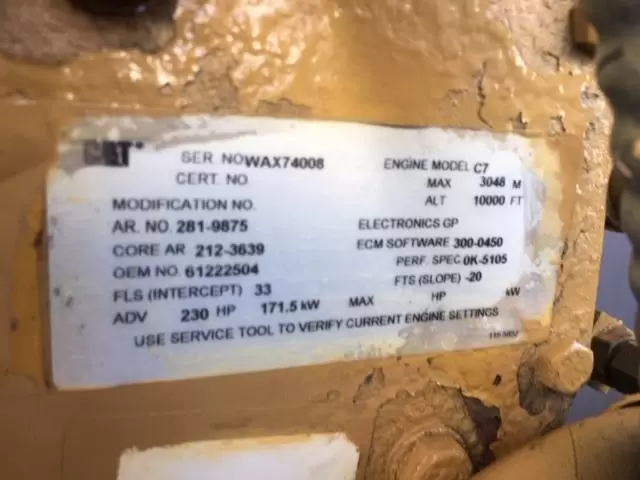 CAT SER NO WAX74008 ENGINE MODEL C7
CERT. NO. MAX 3048 M
MODIFICATION NO. ALT 10000 FT
AR. NO. 281-9875 ELECTRONICS GP
CORE AR 212-3639 ECM SOFTWARE 300-0450
OEM NO. 61222504 PERF. SPEC 0K-5105
FLS (INTERCEPT) 33 FTS (SLOPE) -20
ADV 230 HP 171.5 kW MAX HP kW
USE SERVICE TOOL TO VERIFY CURRENT ENGINE SETTINGS